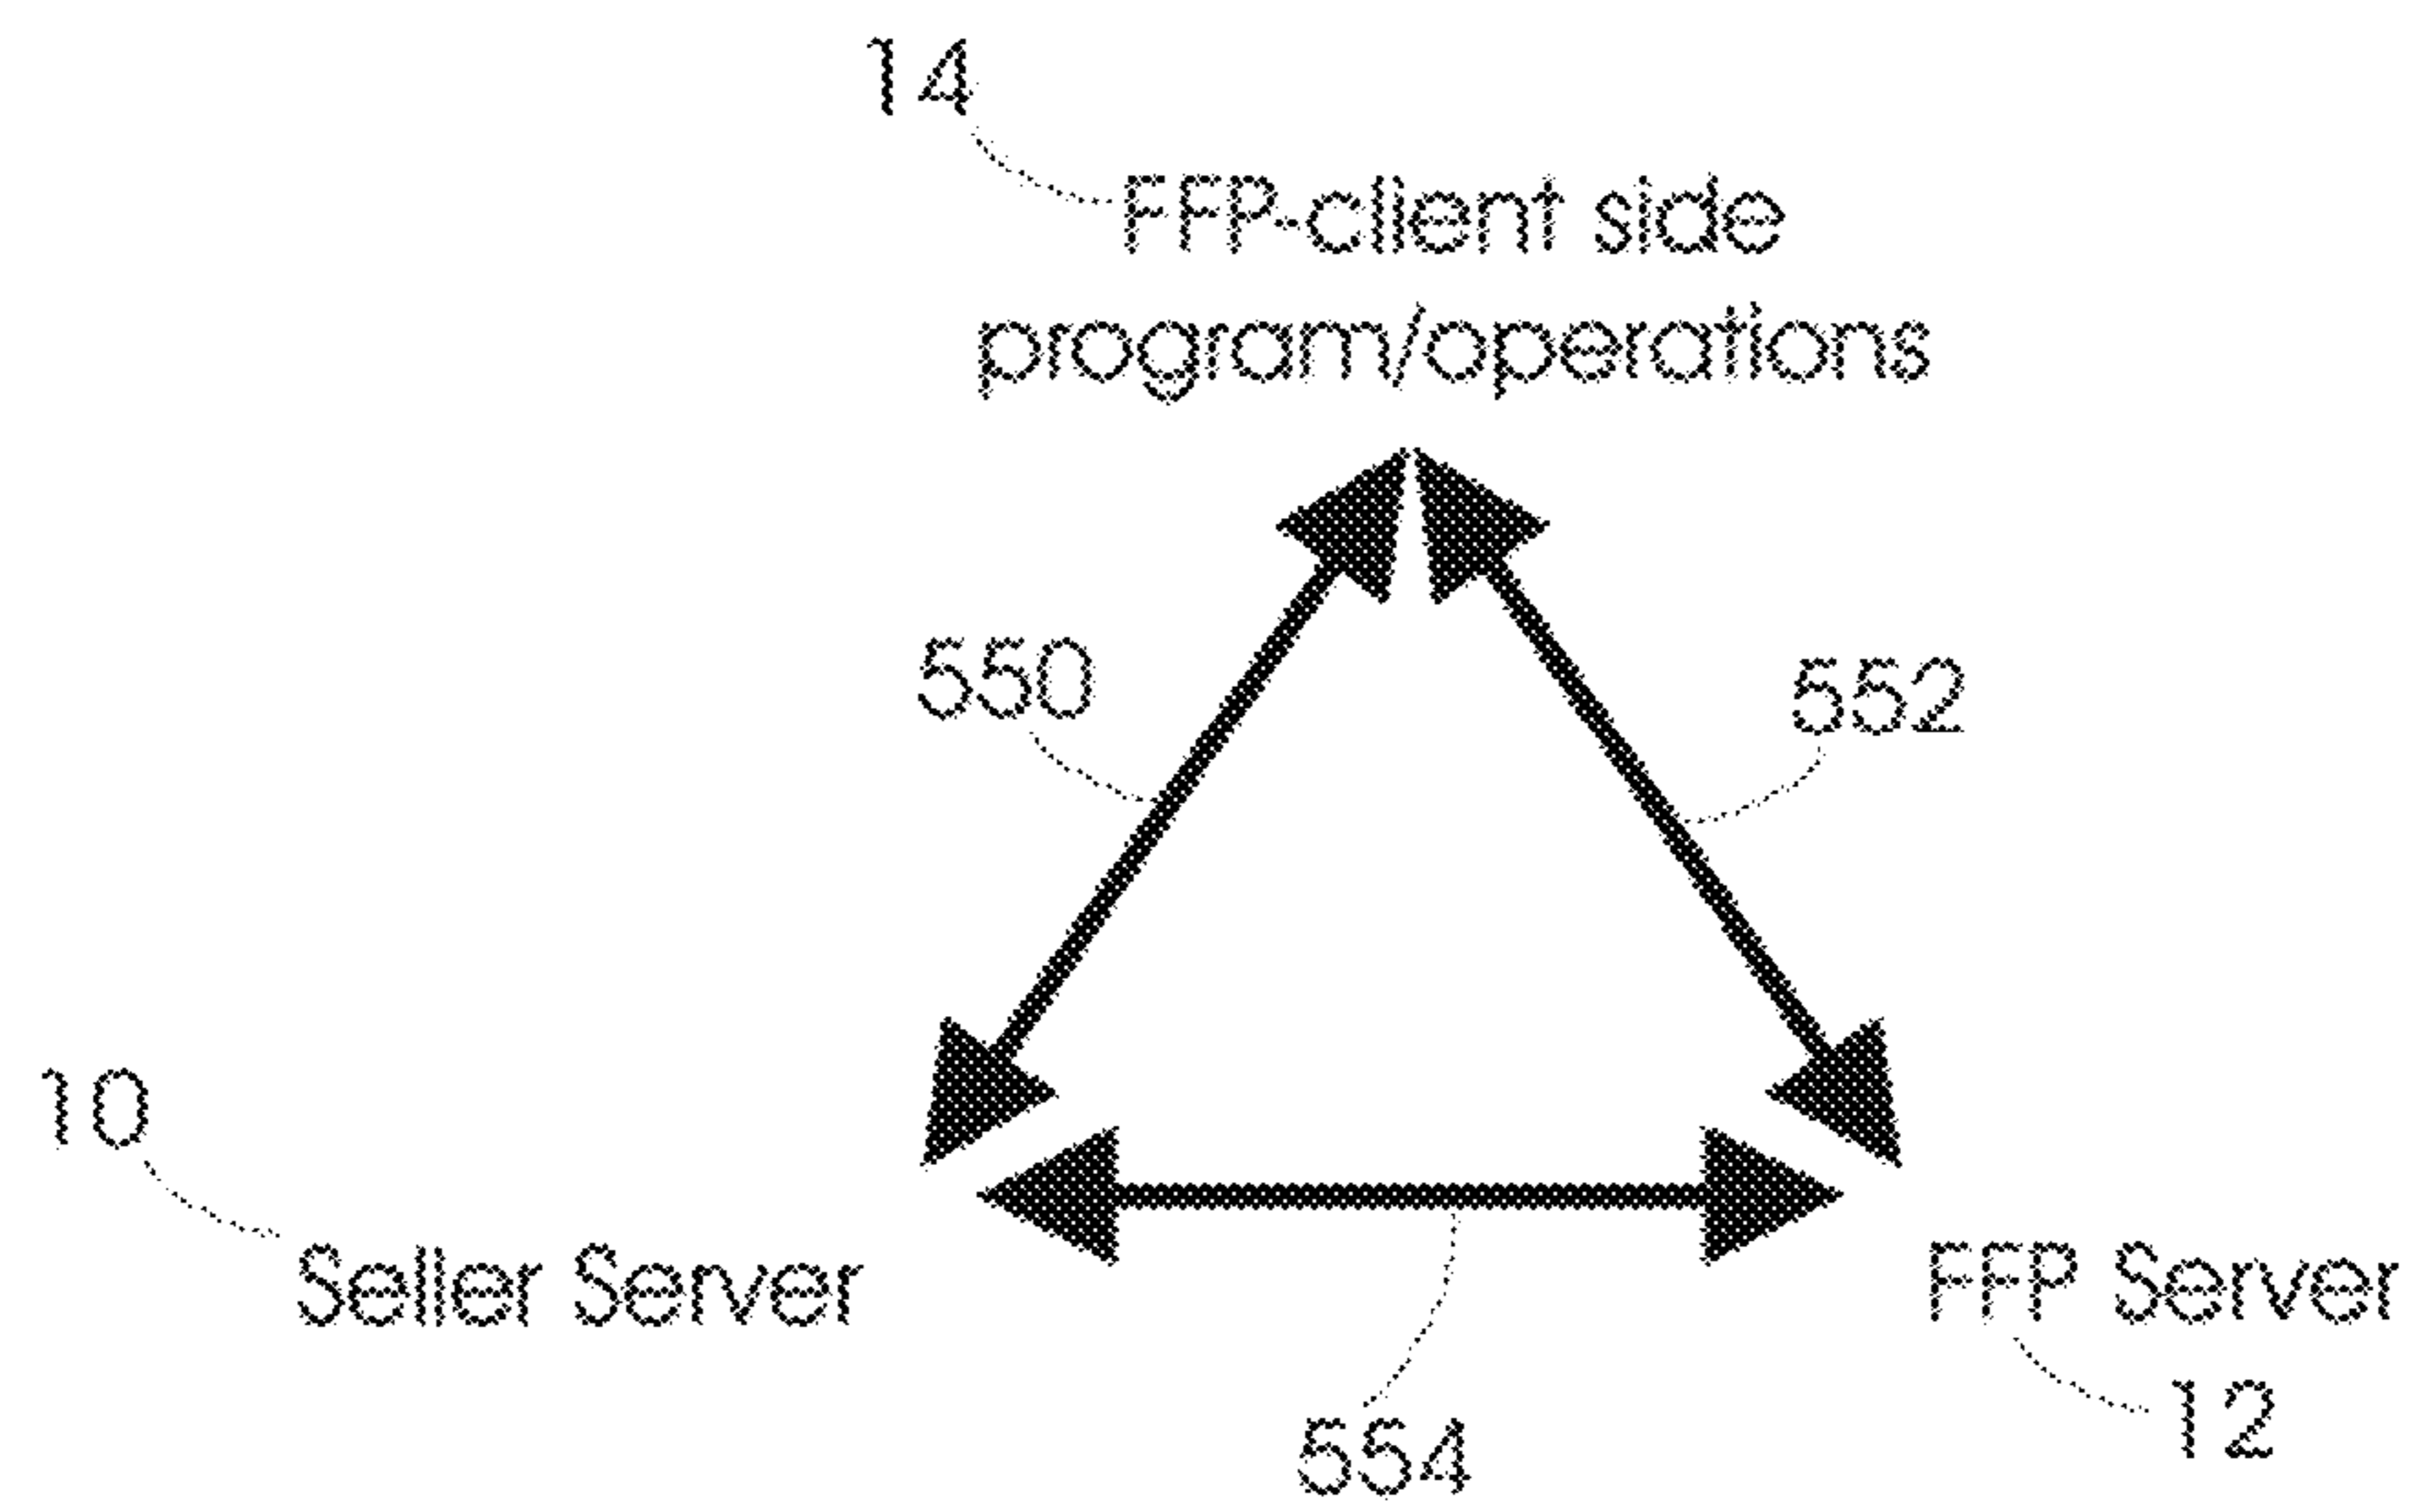 14
FFP-client side
program/operations
550
552
10
Seller Server
FFP Server
12
554